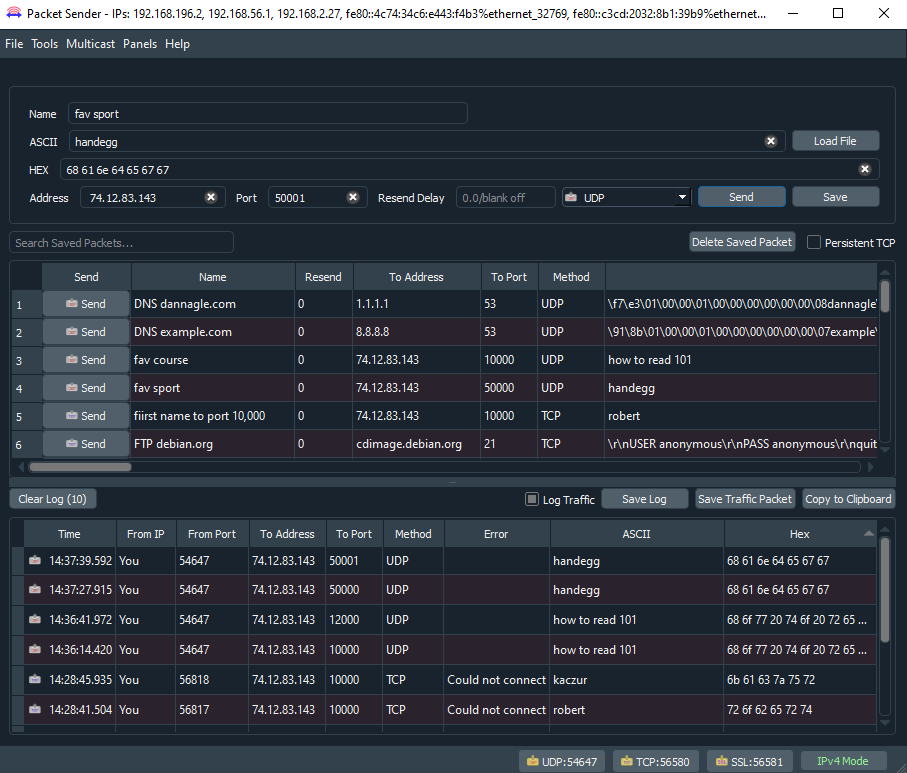 Packet Sender - IPs: 192.168.196.2, 192.168.56.1, 192.168.2.27, fe80::4c74:34c6:e443:f4b3%ethernet_32769, fe80::c3cd:2032:8b1:39b9%ethernet...
File Tools Multicast Panels Help
Name fav sport
ASCII handegg Load File
HEX 68 61 6e 64 65 67 67
Address 74.12.83.143 Port 50001 Resend Delay 0.0/blank off UDP Send Save
Search Saved Packets... Delete Saved Packet Persistent TCP
Send Name Resend To Address To Port Method
1 Send DNS dannagle.com 0 1.1.1.1 53 UDP \f7\e3\01\00\00\01\00\00\00\00\00\00\08dannagle\
2 Send DNS example.com 0 8.8.8.8 53 UDP \91\8b\01\00\00\01\00\00\00\00\00\00\07example\
3 Send fav course 0 74.12.83.143 10000 UDP how to read 101
4 Send fav sport 0 74.12.83.143 50000 UDP handegg
5 Send fiirst name to port 10,000 0 74.12.83.143 10000 TCP robert
6 Send FTP debian.org 0 cdimage.debian.org 21 TCP \r\nUSER anonymous\r\nPASS anonymous\r\nquit
Clear Log (10) Log Traffic Save Log Save Traffic Packet Copy to Clipboard
Time From IP From Port To Address To Port Method Error ASCII Hex
14:37:39.592 You 54647 74.12.83.143 50001 UDP handegg 68 61 6e 64 65 67 67
14:37:27.915 You 54647 74.12.83.143 50000 UDP handegg 68 61 6e 64 65 67 67
14:36:41.972 You 54647 74.12.83.143 12000 UDP how to read 101 68 6f 77 20 74 6f 20 72 65 ...
14:36:14.420 You 54647 74.12.83.143 10000 UDP how to read 101 68 6f 77 20 74 6f 20 72 65 ...
14:28:45.935 You 56818 74.12.83.143 10000 TCP Could not connect kaczur 6b 61 63 7a 75 72
14:28:41.504 You 56817 74.12.83.143 10000 TCP Could not connect robert 72 6f 62 65 72 74
UDP:54647 TCP:56580 SSL:56581 IPv4 Mode